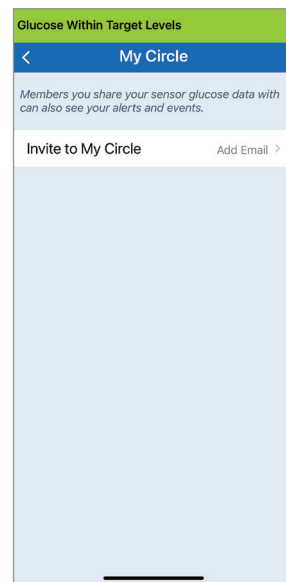 Glucose Within Target Levels
My Circle
Members you share your sensor glucose data with
can also see your alerts and events.
Invite to My Circle Add Email